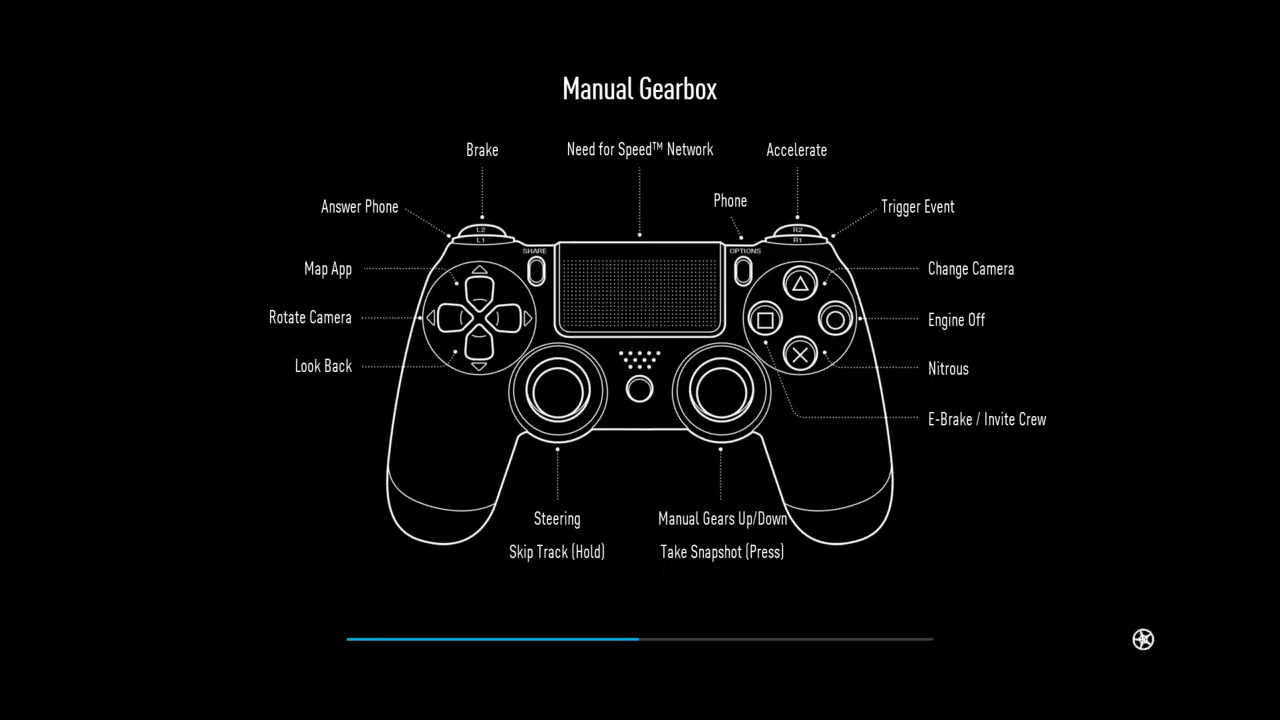 Manual Gearbox
Brake
Need for Speed™ Network
Accelerate
Phone
Answer Phone
Trigger Event
L2
R2
L1
R1
SHARE
OPTIONS
Map App
Change Camera
Rotate Camera
Engine Off
Look Back
Nitrous
E-Brake / Invite Crew
Steering
Manual Gears Up/Down
Skip Track (Hold)
Take Snapshot (Press)